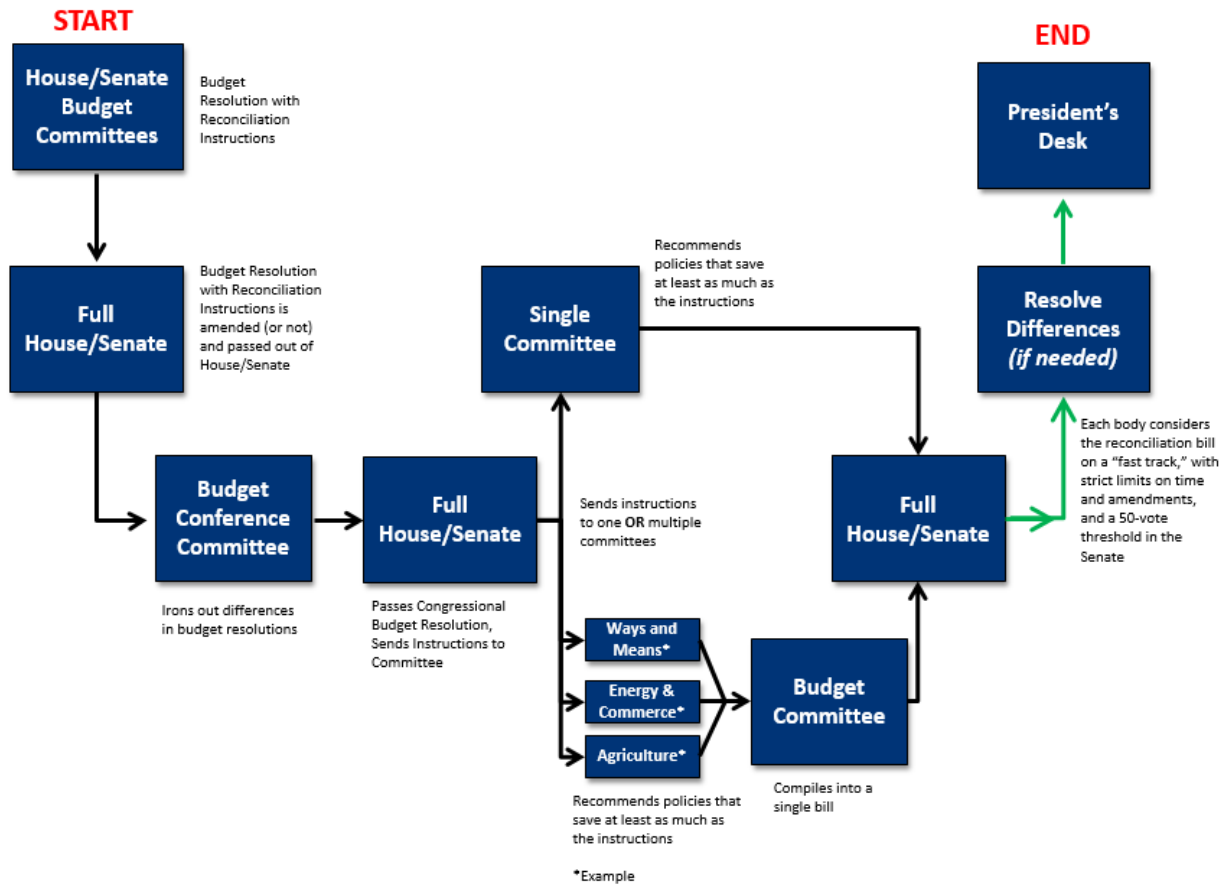 START
House/Senate
Budget
Committees
Budget
Resolution with
Reconciliation
Instructions
Full
House/Senate
Budget Resolution
with Reconciliation
Instructions is
amended (or not)
and passed out of
House/Senate
Budget
Conference
Committee
Irons out differences
in budget resolutions
Full
House/Senate
Passes Congressional
Budget Resolution,
Sends Instructions to
Committee
Single
Committee
Recommends
policies that save
at least as much as
the instructions
Sends instructions
to one OR multiple
committees
Ways and
Means*
Energy &
Commerce*
Agriculture*
Recommends policies that
save at least as much as
the instructions
*Example
Budget
Committee
Compiles into a
single bill
Full
House/Senate
Each body considers
the reconciliation bill
on a “fast track,” with
strict limits on time
and amendments,
and a 50-vote
threshold in the
Senate
Resolve
Differences
(if needed)
END
President’s
Desk